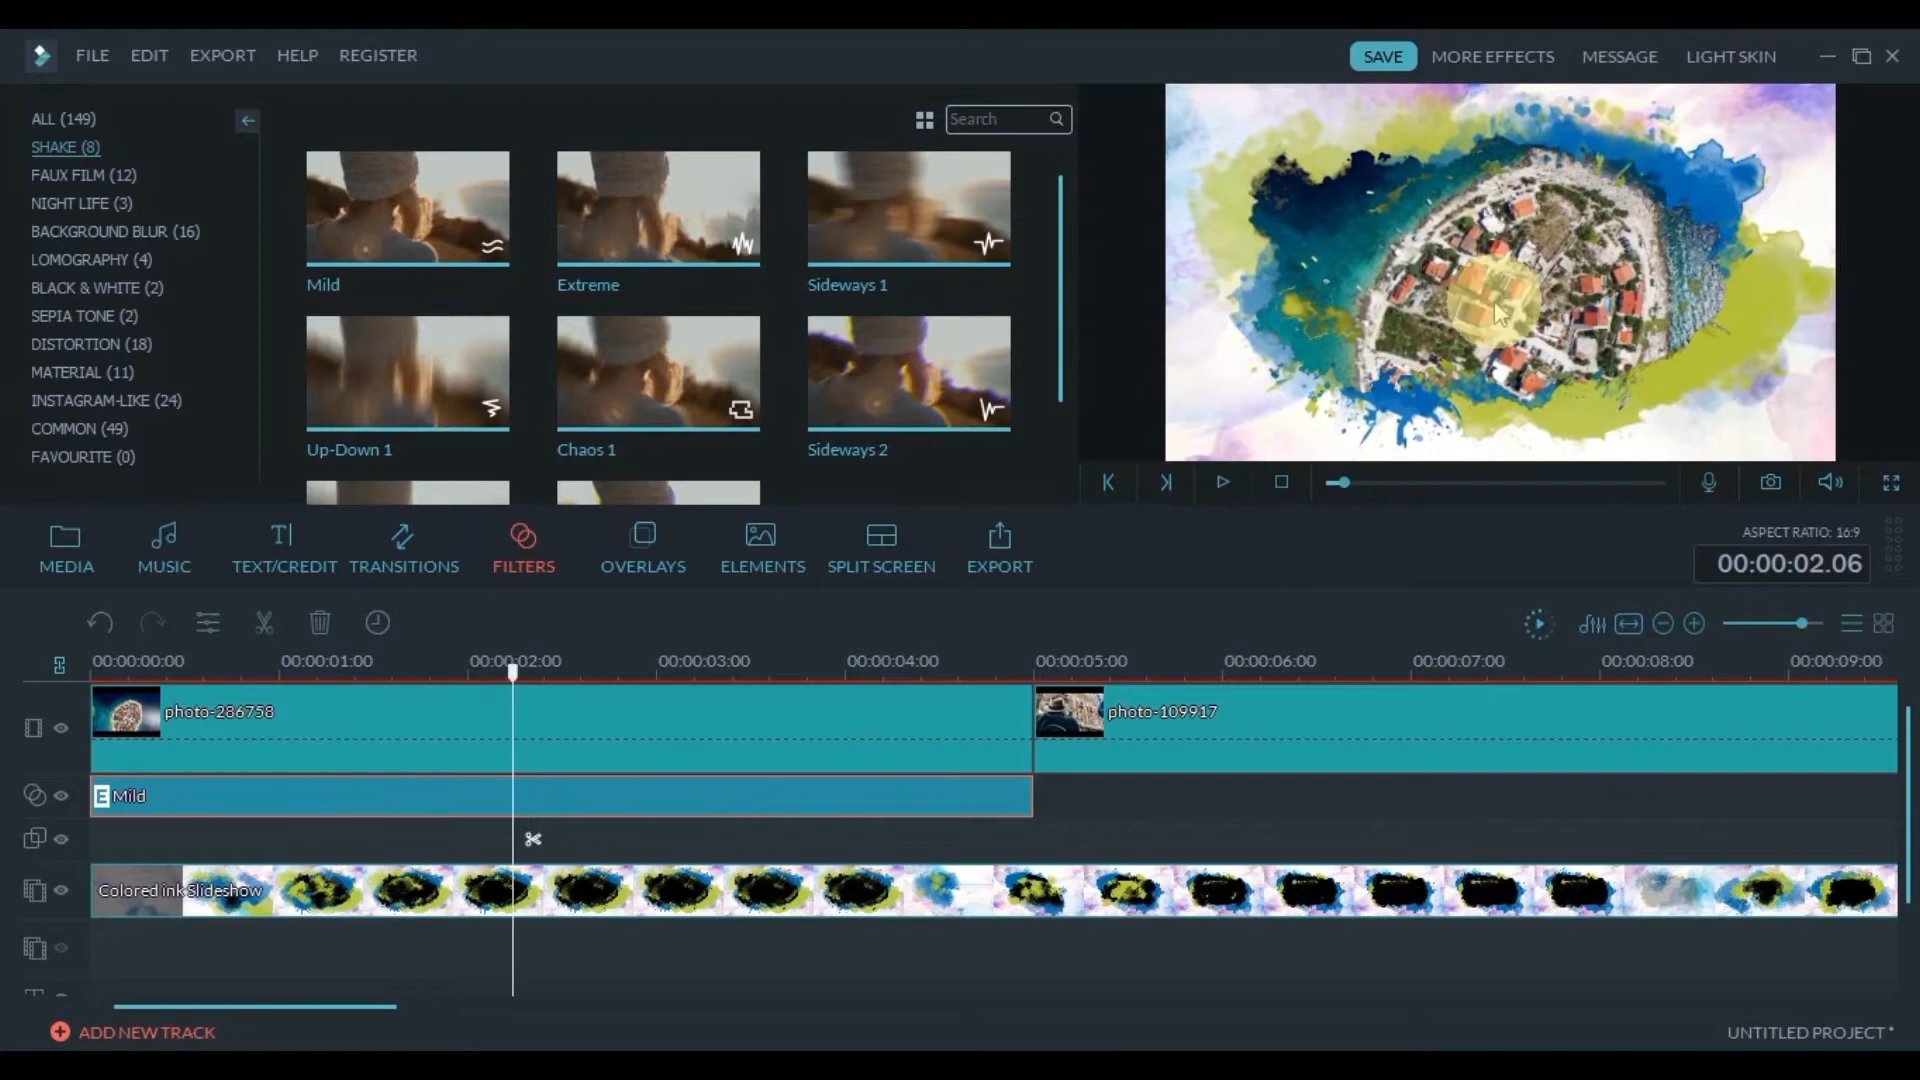 FILE EDIT EXPORT HELP REGISTER
SAVE MORE EFFECTS MESSAGE LIGHT SKIN
ALL (149)
SHAKE (8)
FAUX FILM (12)
NIGHT LIFE (3)
BACKGROUND BLUR (16)
LOMOGRAPHY (4)
BLACK & WHITE (2)
SEPIA TONE (2)
DISTORTION (18)
MATERIAL (11)
INSTAGRAM-LIKE (24)
COMMON (49)
FAVOURITE (0)
Search
Mild Extreme Sideways 1
Up-Down 1 Chaos 1 Sideways 2
MEDIA MUSIC TEXT/CREDIT TRANSITIONS FILTERS OVERLAYS ELEMENTS SPLIT SCREEN EXPORT
ASPECT RATIO: 16:9
00:00:02.06
00:00:00:00 00:00:01:00 00:00:02:00 00:00:03:00 00:00:04:00 00:00:05:00 00:00:06:00 00:00:07:00 00:00:08:00 00:00:09:00
photo-286758 photo-109917
E Mild
Colored ink Slideshow
ADD NEW TRACK
UNTITLED PROJECT *